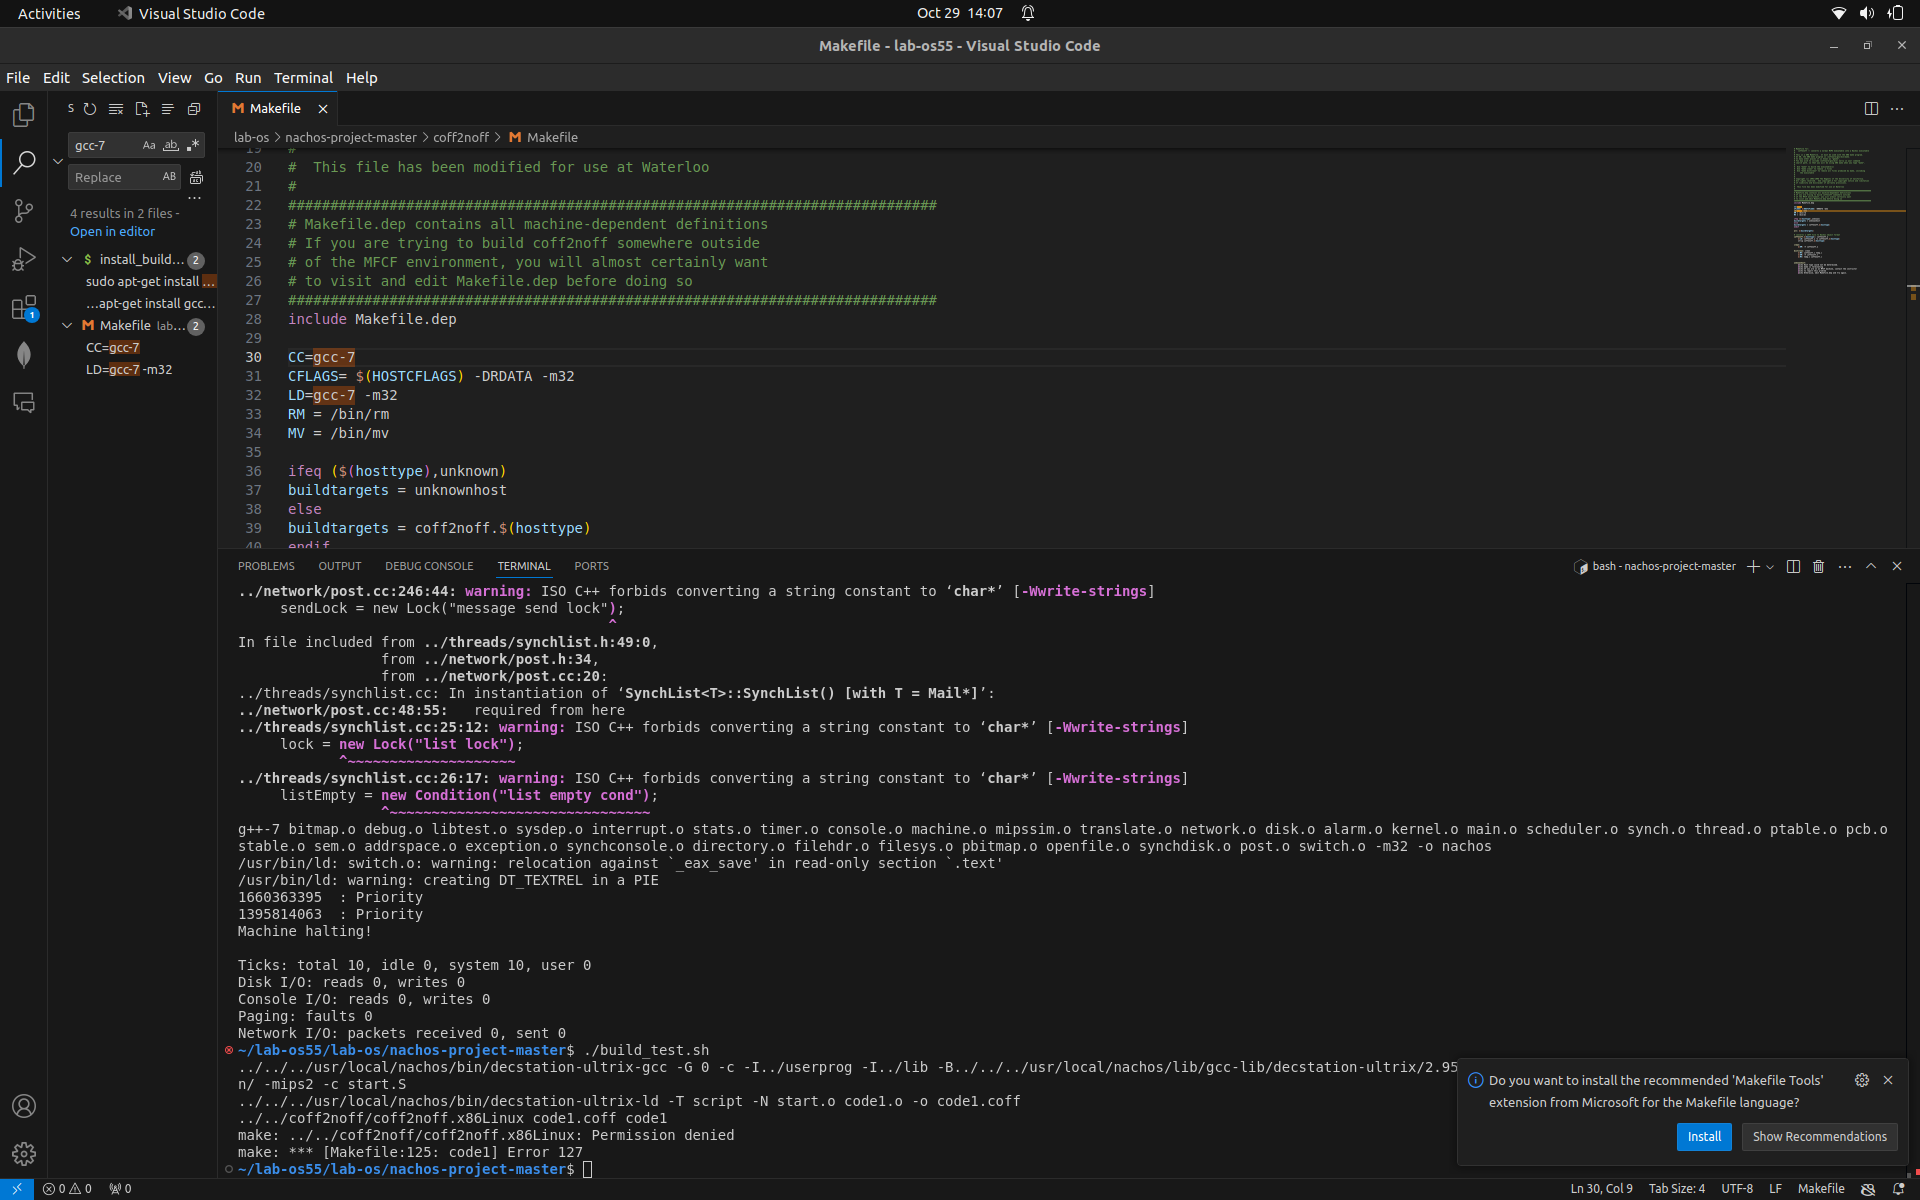 Activities
Visual Studio Code
Oct 29 14:07
Makefile - lab-os55 - Visual Studio Code
File Edit Selection View Go Run Terminal Help
S
gcc-7
Aa ab .*
Replace
AB
4 results in 2 files -
Open in editor
$ install_build... 2
sudo apt-get install ...
...apt-get install gcc...
Makefile lab... 2
CC=gcc-7
LD=gcc-7 -m32
1
Makefile
lab-os > nachos-project-master > coff2noff > Makefile
19 #
20 #  This file has been modified for use at Waterloo
21 #
22 #############################################################################
23 # Makefile.dep contains all machine-dependent definitions
24 # If you are trying to build coff2noff somewhere outside
25 # of the MFCF environment, you will almost certainly want
26 # to visit and edit Makefile.dep before doing so
27 #############################################################################
28 include Makefile.dep
29
30 CC=gcc-7
31 CFLAGS= $(HOSTCFLAGS) -DRDATA -m32
32 LD=gcc-7 -m32
33 RM = /bin/rm
34 MV = /bin/mv
35
36 ifeq ($(hosttype),unknown)
37 buildtargets = unknownhost
38 else
39 buildtargets = coff2noff.$(hosttype)
40 endif
PROBLEMS OUTPUT DEBUG CONSOLE TERMINAL PORTS
bash - nachos-project-master
../network/post.cc:246:44: warning: ISO C++ forbids converting a string constant to ‘char*’ [-Wwrite-strings]
     sendLock = new Lock("message send lock");
                                            ^
In file included from ../threads/synchlist.h:49:0,
                 from ../network/post.h:34,
                 from ../network/post.cc:20:
../threads/synchlist.cc: In instantiation of ‘SynchList<T>::SynchList() [with T = Mail*]’:
../network/post.cc:48:55:   required from here
../threads/synchlist.cc:25:12: warning: ISO C++ forbids converting a string constant to ‘char*’ [-Wwrite-strings]
     lock = new Lock("list lock");
            ^~~~~~~~~~~~~~~~~~~~~
../threads/synchlist.cc:26:17: warning: ISO C++ forbids converting a string constant to ‘char*’ [-Wwrite-strings]
     listEmpty = new Condition("list empty cond");
                 ^~~~~~~~~~~~~~~~~~~~~~~~~~~~~~~~
g++-7 bitmap.o debug.o libtest.o sysdep.o interrupt.o stats.o timer.o console.o machine.o mipssim.o translate.o network.o disk.o alarm.o kernel.o main.o scheduler.o synch.o thread.o ptable.o pcb.o
stable.o sem.o addrspace.o exception.o synchconsole.o directory.o filehdr.o filesys.o pbitmap.o openfile.o synchdisk.o post.o switch.o -m32 -o nachos
/usr/bin/ld: switch.o: warning: relocation against `_eax_save' in read-only section `.text'
/usr/bin/ld: warning: creating DT_TEXTREL in a PIE
1660363395  : Priority
1395814063  : Priority
Machine halting!
Ticks: total 10, idle 0, system 10, user 0
Disk I/O: reads 0, writes 0
Console I/O: reads 0, writes 0
Paging: faults 0
Network I/O: packets received 0, sent 0
~/lab-os55/lab-os/nachos-project-master$ ./build_test.sh
../../../usr/local/nachos/bin/decstation-ultrix-gcc -G 0 -c -I../userprog -I../lib -B../../../usr/local/nachos/lib/gcc-lib/decstation-ultrix/2.95
n/ -mips2 -c start.S
../../../usr/local/nachos/bin/decstation-ultrix-ld -T script -N start.o code1.o -o code1.coff
../../coff2noff/coff2noff.x86Linux code1.coff code1
make: ../../coff2noff/coff2noff.x86Linux: Permission denied
make: *** [Makefile:125: code1] Error 127
~/lab-os55/lab-os/nachos-project-master$
Do you want to install the recommended 'Makefile Tools'
extension from Microsoft for the Makefile language?
Install
Show Recommendations
0 0 0
Ln 30, Col 9 Tab Size: 4 UTF-8 LF Makefile